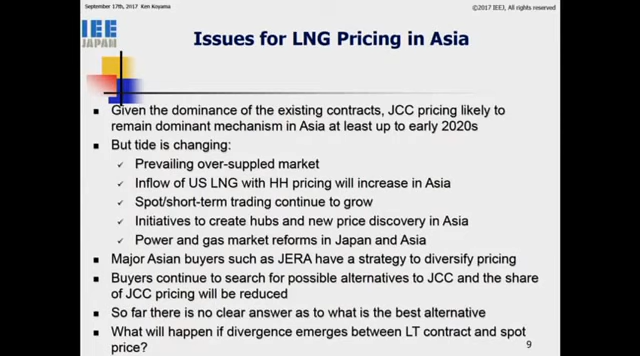 September 17th, 2017 Ken Koyama
©2017 IEEJ, All rights reserved
IEE
JAPAN
Issues for LNG Pricing in Asia
Given the dominance of the existing contracts, JCC pricing likely to
remain dominant mechanism in Asia at least up to early 2020s
But tide is changing:
Prevailing over-supplied market
Inflow of US LNG with HH pricing will increase in Asia
Spot/short-term trading continue to grow
Initiatives to create hubs and new price discovery in Asia
Power and gas market reforms in Japan and Asia
Major Asian buyers such as JERA have a strategy to diversify pricing
Buyers continue to search for possible alternatives to JCC and the share
of JCC pricing will be reduced
So far there is no clear answer as to what is the best alternative
What will happen if divergence emerges between LT contract and spot
price?
9